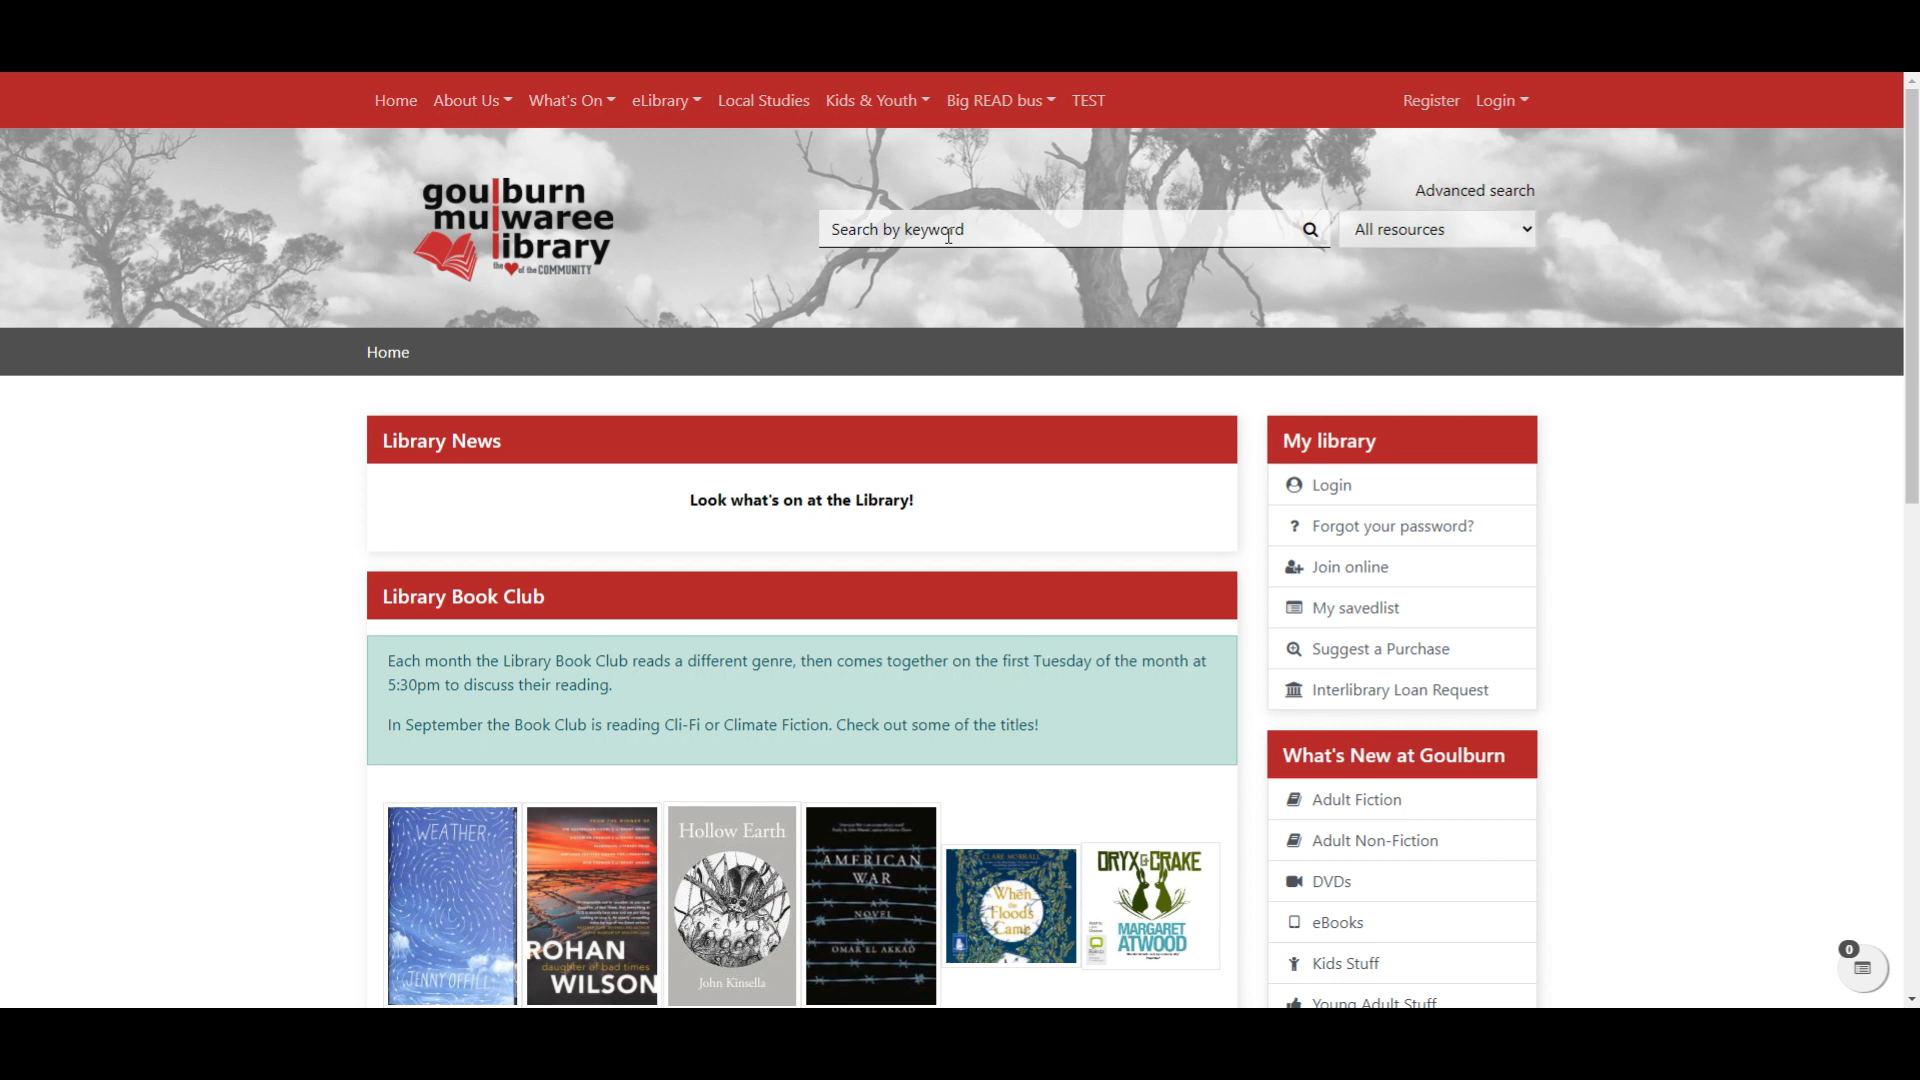 Home About Us What's On eLibrary Local Studies Kids & Youth Big READ bus TEST Register Login
goulburn
mulwaree
library
the of the COMMUNITY
Advanced search
Search by keyword
All resources
Home
Library News
Look what's on at the Library!
Library Book Club
Each month the Library Book Club reads a different genre, then comes together on the first Tuesday of the month at
5:30pm to discuss their reading.
In September the Book Club is reading Cli-Fi or Climate Fiction. Check out some of the titles!
WEATHER
JENNY OFFILL
FROM THE WINNER OF
ROHAN
daughter of bad times
WILSON
Hollow Earth
John Kinsella
AMERICAN
WAR
A
NOVEL
OMAR EL AKKAD
CLARE MORRALL
When
the
Floods
Came
ORYX & CRAKE
MARGARET
ATWOOD
My library
Login
? Forgot your password?
Join online
My savedlist
Suggest a Purchase
Interlibrary Loan Request
What's New at Goulburn
Adult Fiction
Adult Non-Fiction
DVDs
eBooks
Kids Stuff
Young Adult Stuff
0